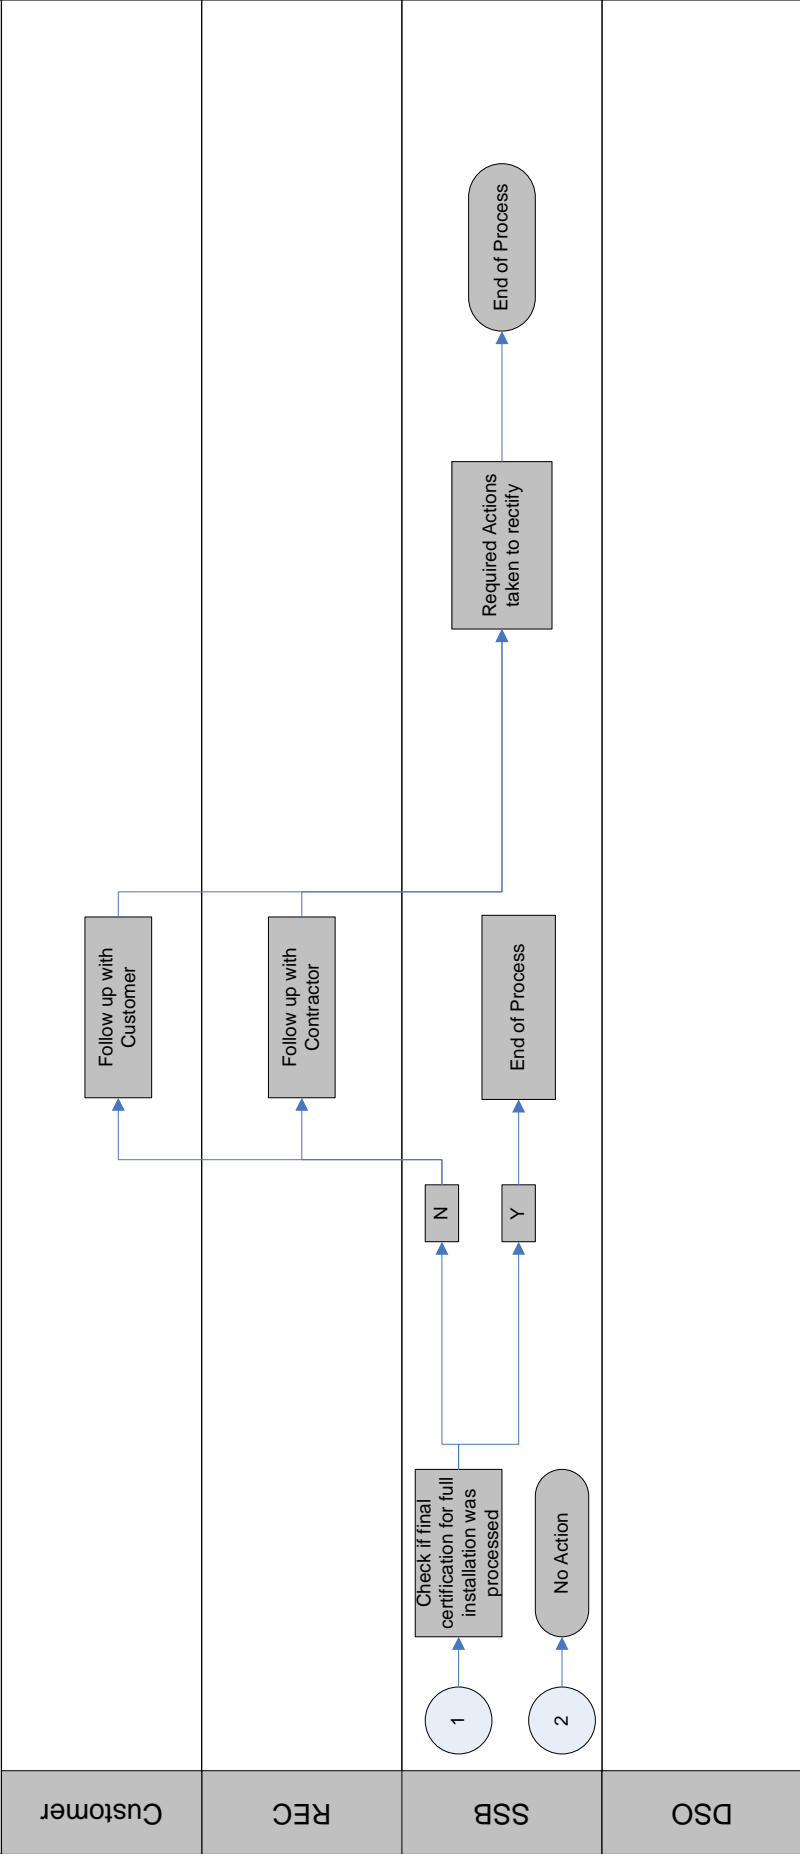 Customer
REC
SSB
DSO
1
2
Check if final
certification for full
installation was
processed
No Action
N
Y
Follow up with
Customer
Follow up with
Contractor
End of Process
Required Actions
taken to rectify
End of Process